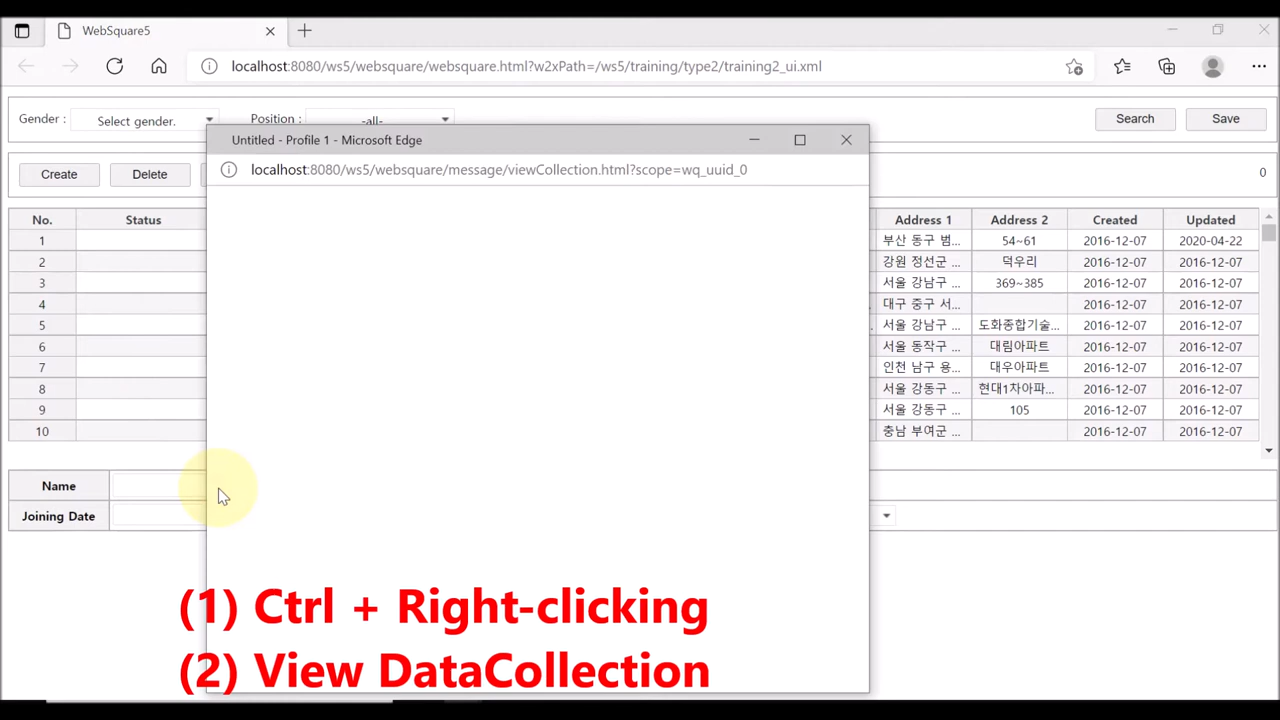 WebSquare5
localhost:8080/ws5/websquare/websquare.html?w2xPath=/ws5/training/type2/training2_ui.xml
Gender : Select gender. Position : -all- Search Save
Untitled - Profile 1 - Microsoft Edge
localhost:8080/ws5/websquare/message/viewCollection.html?scope=wq_uuid_0
Create Delete 0
No. Status Address 1 Address 2 Created Updated
1 부산 동구 범... 54~61 2016-12-07 2020-04-22
2 강원 정선군 ... 덕우리 2016-12-07 2016-12-07
3 서울 강남구 ... 369~385 2016-12-07 2016-12-07
4 대구 중구 서... 2016-12-07 2016-12-07
5 서울 강남구 ... 도화종합기술... 2016-12-07 2016-12-07
6 서울 동작구 ... 대림아파트 2016-12-07 2016-12-07
7 인천 남구 용... 대우아파트 2016-12-07 2016-12-07
8 서울 강동구 ... 현대1차아파... 2016-12-07 2016-12-07
9 서울 강동구 ... 105 2016-12-07 2016-12-07
10 충남 부여군 ... 2016-12-07 2016-12-07
Name
Joining Date
(1) Ctrl + Right-clicking
(2) View DataCollection